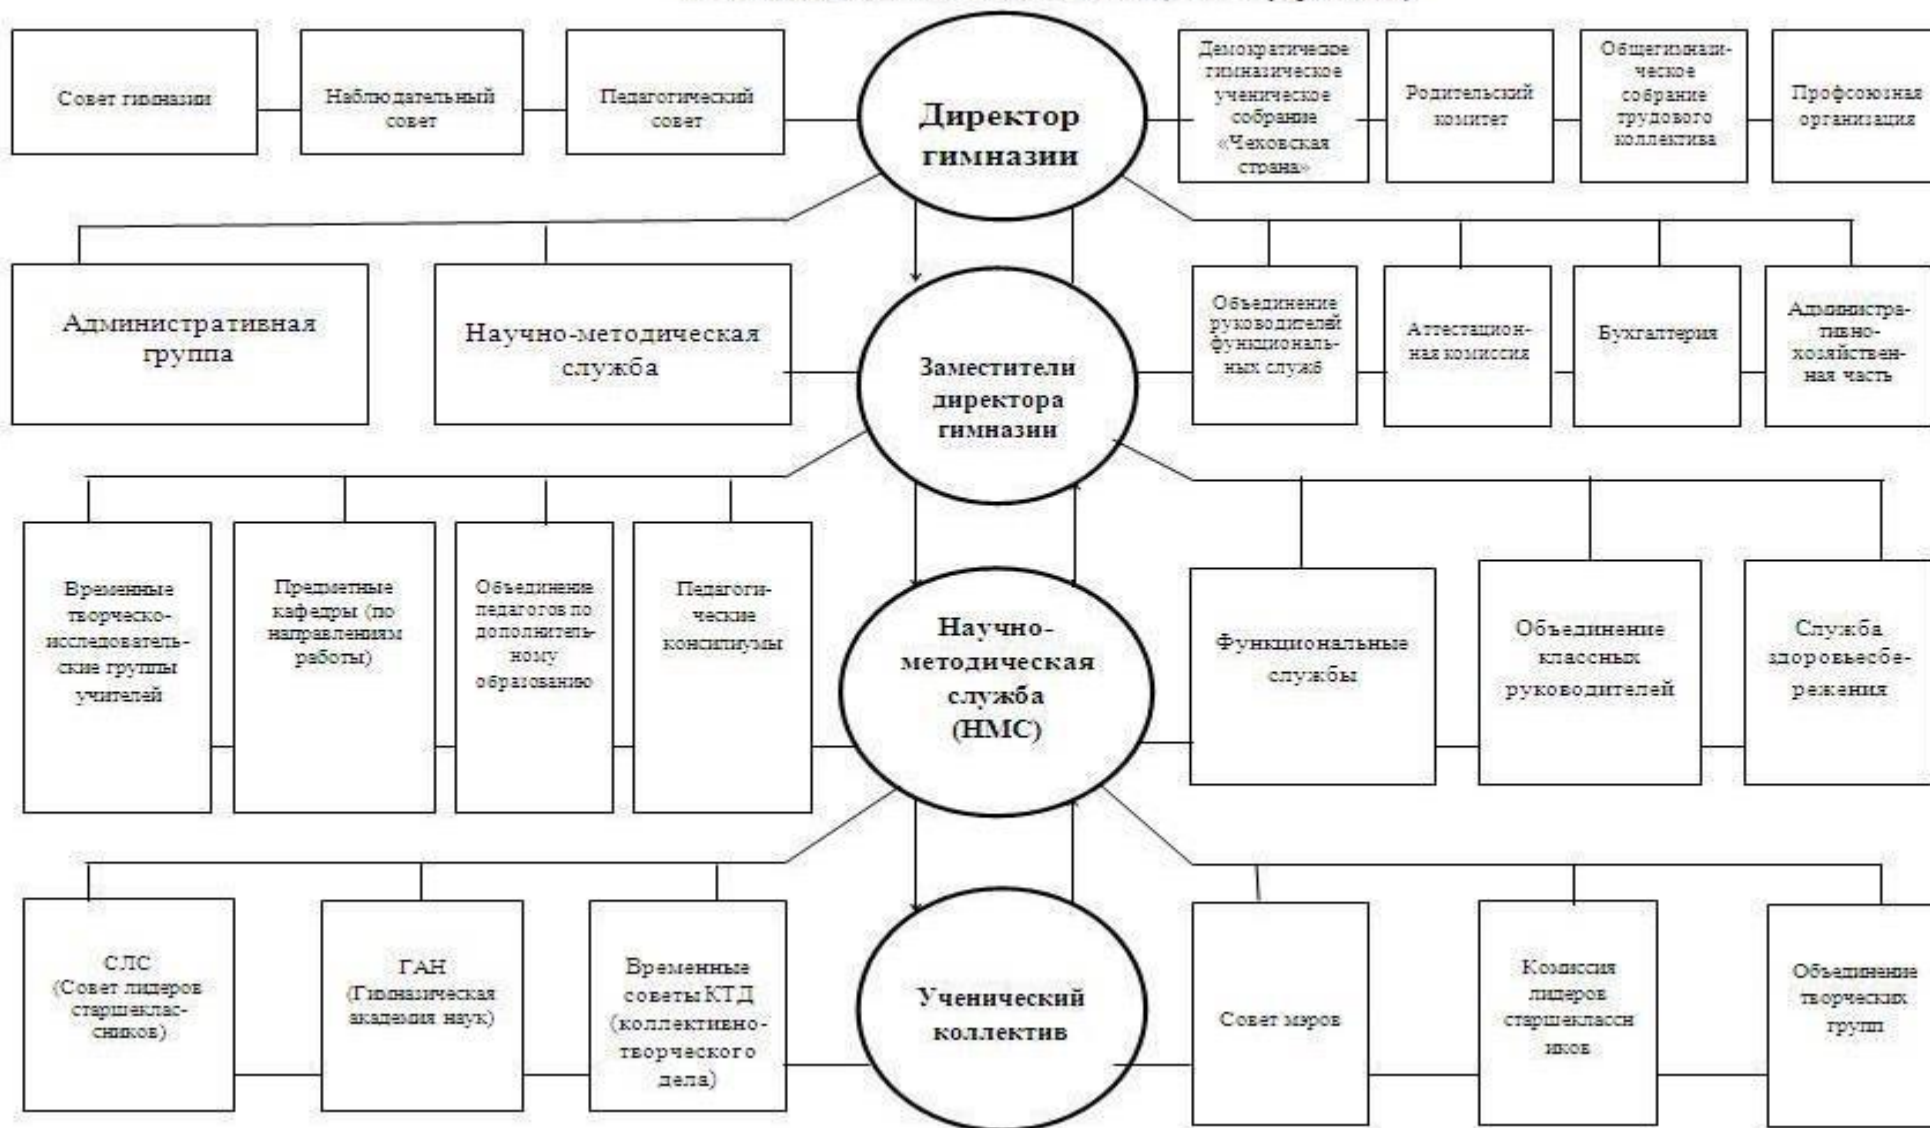 Совет гимназии
Наблюдательный
совет
Педагогический
совет
Директор
гимназии
Демократическое
гимназическое
ученическое
собрание
«Чеховская
страна»
Родительский
комитет
Общегимнази-
ческое
собрание
трудового
коллектива
Профсоюзная
организация
Административная
группа
Научно-методическая
служба
Заместители
директора
гимназии
Объединение
руководителей
функциональ-
ных служб
Аттестацион-
ная комиссия
Бухгалтерия
Администра-
тивно-
хозяйствен-
ная часть
Временные
творческо-
исследователь-
ские группы
учителей
Предметные
кафедры (по
направлениям
работы)
Объединение
педагогов по
дополнитель-
ному
образованию
Педагоги-
ческие
консилиумы
Научно-
методическая
служба
(НМС)
Функциональные
службы
Объединение
классных
руководителей
Служба
здоровьесбе-
режения
СЛС
(Совет лидеров
старшеклас-
сников)
ГАН
(Гимназическая
академия наук)
Временные
советы КТД
(коллективно-
творческого
дела)
Ученический
коллектив
Совет мэров
Комиссия
лидеров
старшеклассн
иков
Объединение
творческих
групп